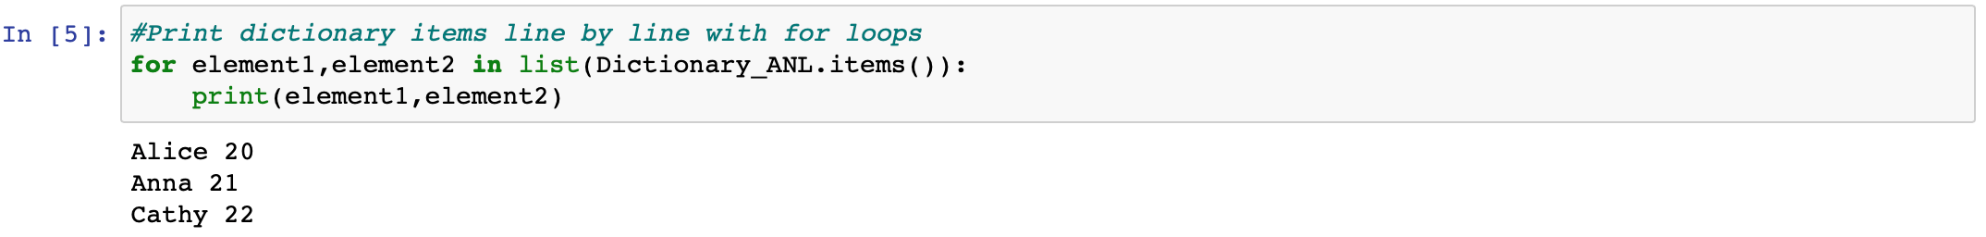 In [5]: #Print dictionary items line by line with for loops
for element1,element2 in list(Dictionary_ANL.items()):
    print(element1,element2)
Alice 20
Anna 21
Cathy 22